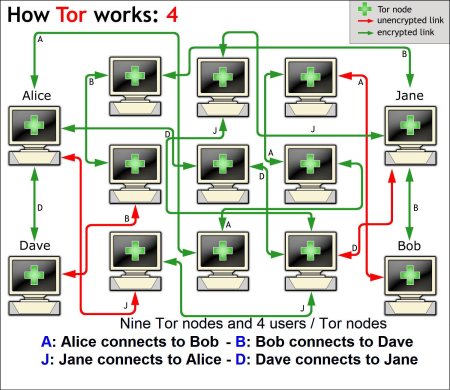 How Tor works: 4
Tor node
unencrypted link
encrypted link
A
B
B
J
A
Alice
Jane
D
J
A
D
D
B
B
Dave
A
D
Bob
J
J
Nine Tor nodes and 4 users / Tor nodes
A: Alice connects to Bob - B: Bob connects to Dave
J: Jane connects to Alice - D: Dave connects to Jane